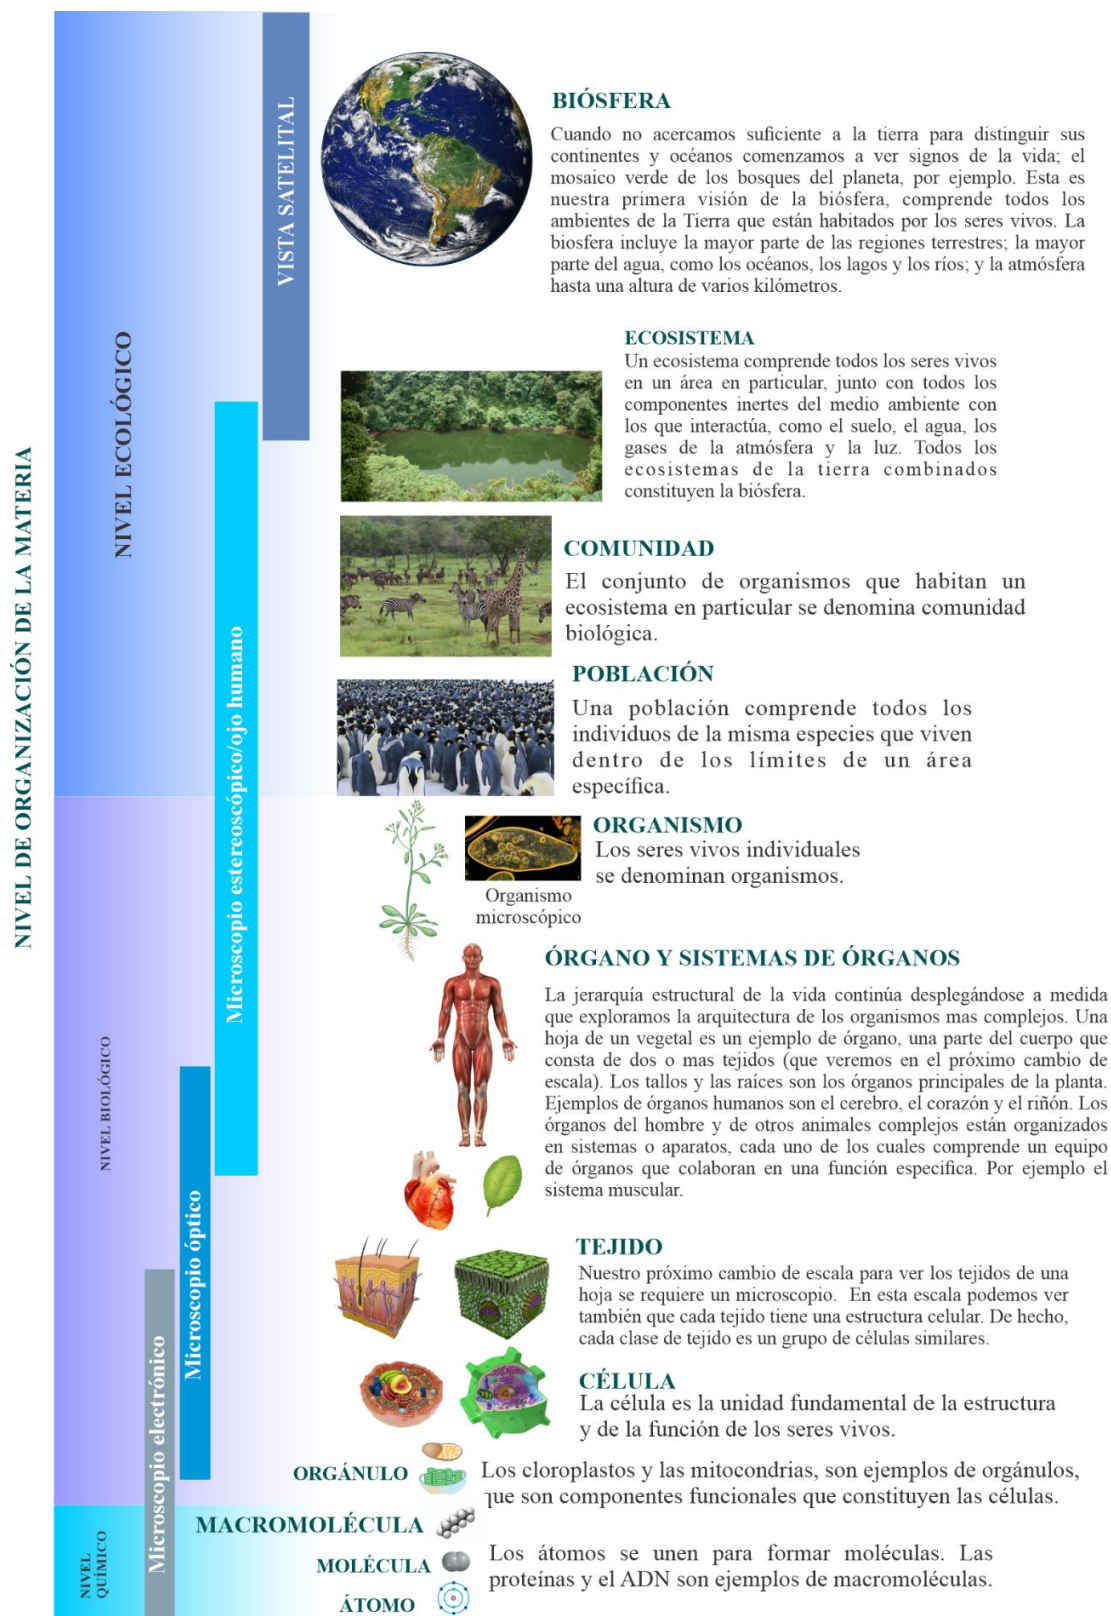 NIVEL DE ORGANIZACIÓN DE LA MATERIA
NIVEL ECOLÓGICO
VISTA SATELITAL
BIÓSFERA
Cuando no acercamos suficiente a la tierra para distinguir sus
continentes y océanos comenzamos a ver signos de la vida; el
mosaico verde de los bosques del planeta, por ejemplo. Esta es
nuestra primera visión de la biósfera, comprende todos los
ambientes de la Tierra que están habitados por los seres vivos. La
biosfera incluye la mayor parte de las regiones terrestres; la mayor
parte del agua, como los océanos, los lagos y los ríos; y la atmósfera
hasta una altura de varios kilómetros.
ECOSISTEMA
Un ecosistema comprende todos los seres vivos
en un área en particular, junto con todos los
componentes inertes del medio ambiente con
los que interactúa, como el suelo, el agua, los
gases de la atmósfera y la luz. Todos los
ecosistemas de la tierra combinados
constituyen la biósfera.
Microscopio estereoscópico/ojo humano
COMUNIDAD
El conjunto de organismos que habitan un
ecosistema en particular se denomina comunidad
biológica.
POBLACIÓN
Una población comprende todos los
individuos de la misma especies que viven
dentro de los límites de un área
específica.
NIVEL BIOLÓGICO
ORGANISMO
Los seres vivos individuales
se denominan organismos.
Organismo
microscópico
ÓRGANO Y SISTEMAS DE ÓRGANOS
La jerarquía estructural de la vida continúa desplegándose a medida
que exploramos la arquitectura de los organismos mas complejos. Una
hoja de un vegetal es un ejemplo de órgano, una parte del cuerpo que
consta de dos o mas tejidos (que veremos en el próximo cambio de
escala). Los tallos y las raíces son los órganos principales de la planta.
Ejemplos de órganos humanos son el cerebro, el corazón y el riñón. Los
órganos del hombre y de otros animales complejos están organizados
en sistemas o aparatos, cada uno de los cuales comprende un equipo
de órganos que colaboran en una función especifica. Por ejemplo el
sistema muscular.
Microscopio óptico
TEJIDO
Nuestro próximo cambio de escala para ver los tejidos de una
hoja se requiere un microscopio. En esta escala podemos ver
también que cada tejido tiene una estructura celular. De hecho,
cada clase de tejido es un grupo de células similares.
Microscopio electrónico
CÉLULA
La célula es la unidad fundamental de la estructura
y de la función de los seres vivos.
ORGÁNULO
Los cloroplastos y las mitocondrias, son ejemplos de orgánulos,
que son componentes funcionales que constituyen las células.
NIVEL
QUÍMICO
MACROMOLÉCULA
MOLÉCULA
ÁTOMO
Los átomos se unen para formar moléculas. Las
proteínas y el ADN son ejemplos de macromoléculas.